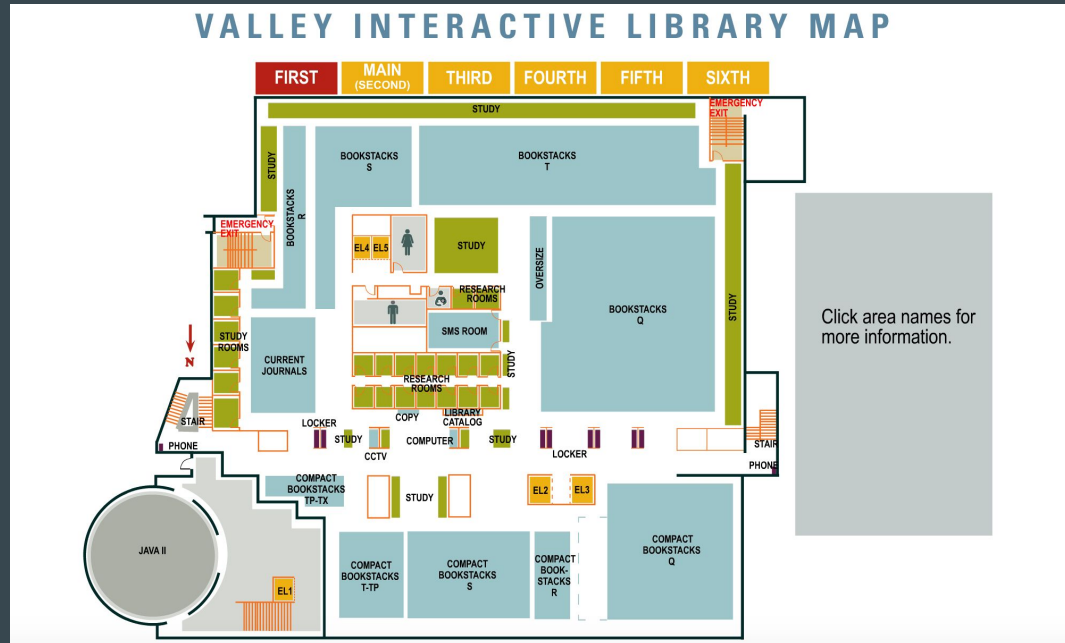 VALLEY INTERACTIVE LIBRARY MAP
FIRST
MAIN
(SECOND)
THIRD
FOURTH
FIFTH
SIXTH
STUDY
EMERGENCY
EXIT
STUDY
BOOKSTACKS
R
BOOKSTACKS
S
BOOKSTACKS
T
EMERGENCY
EXIT
EL4
EL5
STUDY
OVERSIZE
BOOKSTACKS
Q
STUDY
RESEARCH
ROOMS
SMS ROOM
STUDY
ROOMS
N
CURRENT
JOURNALS
STUDY
RESEARCH
ROOMS
Click area names for
more information.
STAIR
PHONE
LOCKER
STUDY
CCTV
COPY
COMPUTER
LIBRARY
CATALOG
STUDY
LOCKER
STAIR
PHONE
COMPACT
BOOKSTACKS
TP-TX
STUDY
EL2
EL3
JAVA II
EL1
COMPACT
BOOKSTACKS
T-TP
COMPACT
BOOKSTACKS
S
COMPACT
BOOK-
STACKS
R
COMPACT
BOOKSTACKS
Q